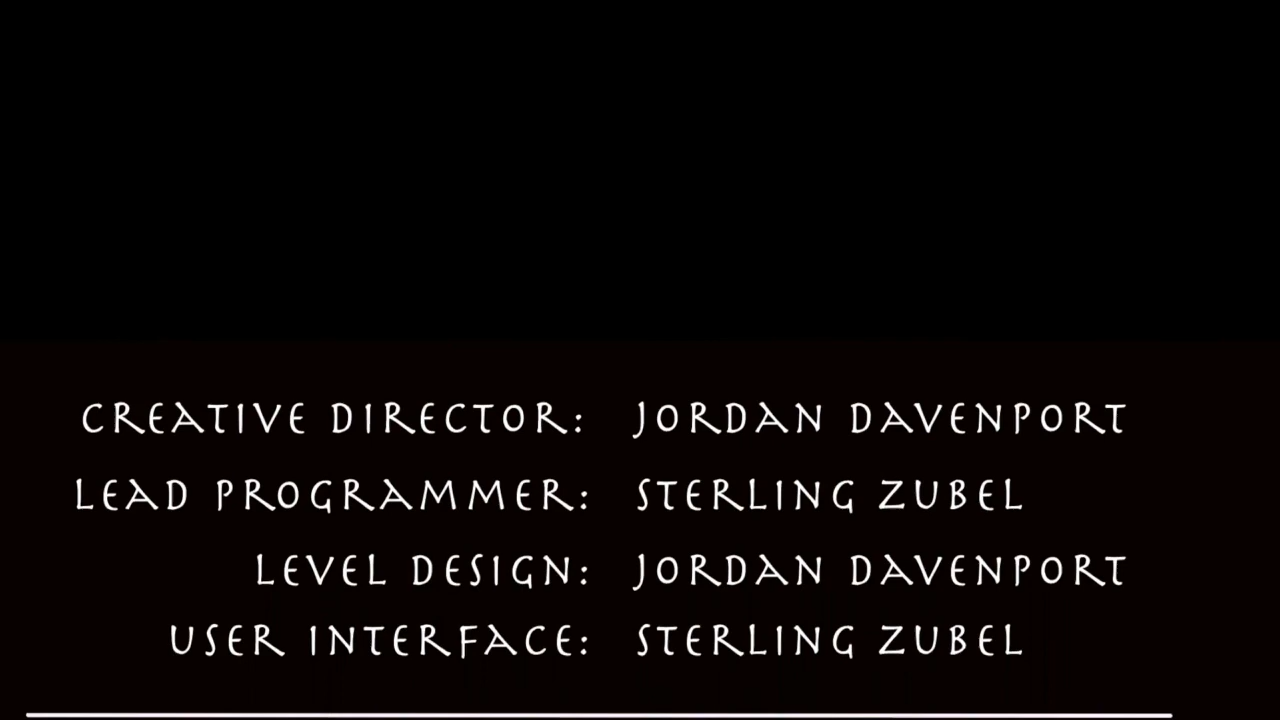 CREATIVE DIRECTOR: JORDAN DAVENPORT
LEAD PROGRAMMER: STERLING ZUBEL
LEVEL DESIGN: JORDAN DAVENPORT
USER INTERFACE: STERLING ZUBEL